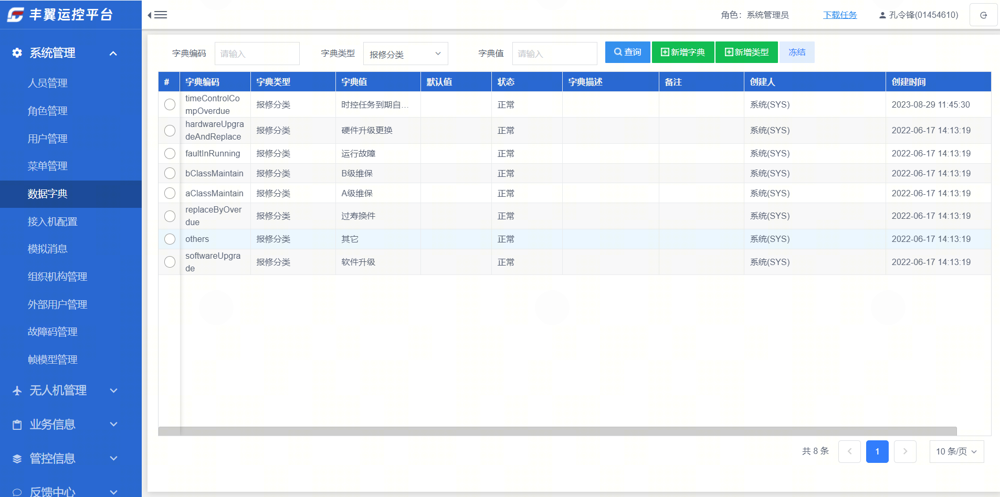 丰翼运控平台
角色：系统管理员 下载任务 孔令锋(01454610)
系统管理
人员管理
角色管理
用户管理
菜单管理
数据字典
接入机配置
模拟消息
组织机构管理
外部用户管理
故障码管理
帧模型管理
无人机管理
业务信息
管控信息
反馈中心
字典编码 请输入 字典类型 报修分类 字典值 请输入 查询 新增字典 新增类型 冻结
# 字典编码 字典类型 字典值 默认值 状态 字典描述 备注 创建人 创建时间
timeControlCo
mpOverdue 报修分类 时控任务到期自... 正常 系统(SYS) 2023-08-29 11:45:30
hardwareUpgra
deAndReplace 报修分类 硬件升级更换 正常 系统(SYS) 2022-06-17 14:13:19
faultInRunning 报修分类 运行故障 正常 系统(SYS) 2022-06-17 14:13:19
bClassMaintain 报修分类 B级维保 正常 系统(SYS) 2022-06-17 14:13:19
aClassMaintain 报修分类 A级维保 正常 系统(SYS) 2022-06-17 14:13:19
replaceByOver
due 报修分类 过寿换件 正常 系统(SYS) 2022-06-17 14:13:19
others 报修分类 其它 正常 系统(SYS) 2022-06-17 14:13:19
softwareUpgra
de 报修分类 软件升级 正常 系统(SYS) 2022-06-17 14:13:19
共 8 条 1 10 条/页